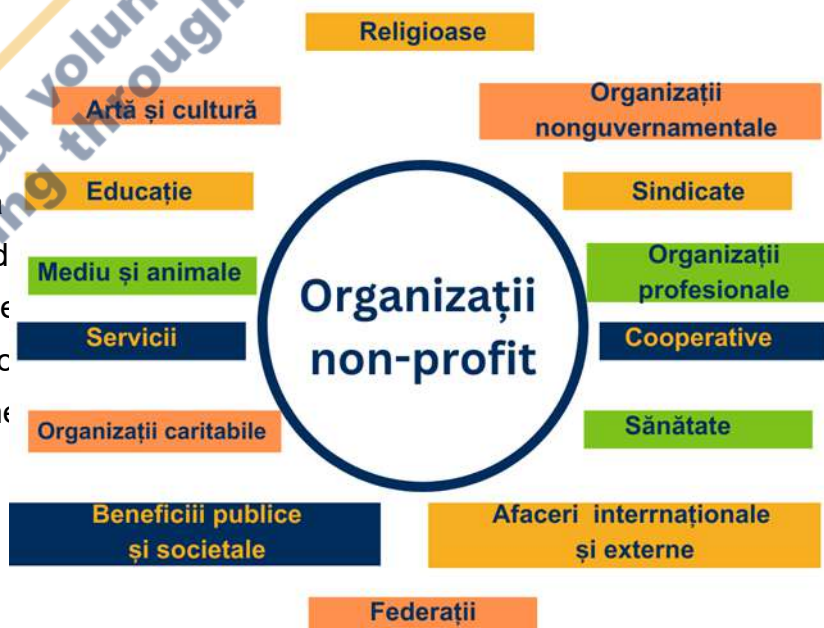 Religioase
Artă și cultură
Organizații
nonguvernamentale
Educație
Sindicate
Mediu și animale
Organizații
profesionale
Organizații
non-profit
Servicii
Cooperative
Organizații caritabile
Sănătate
Beneficiii publice
și societale
Afaceri interrnaționale
și externe
Federații